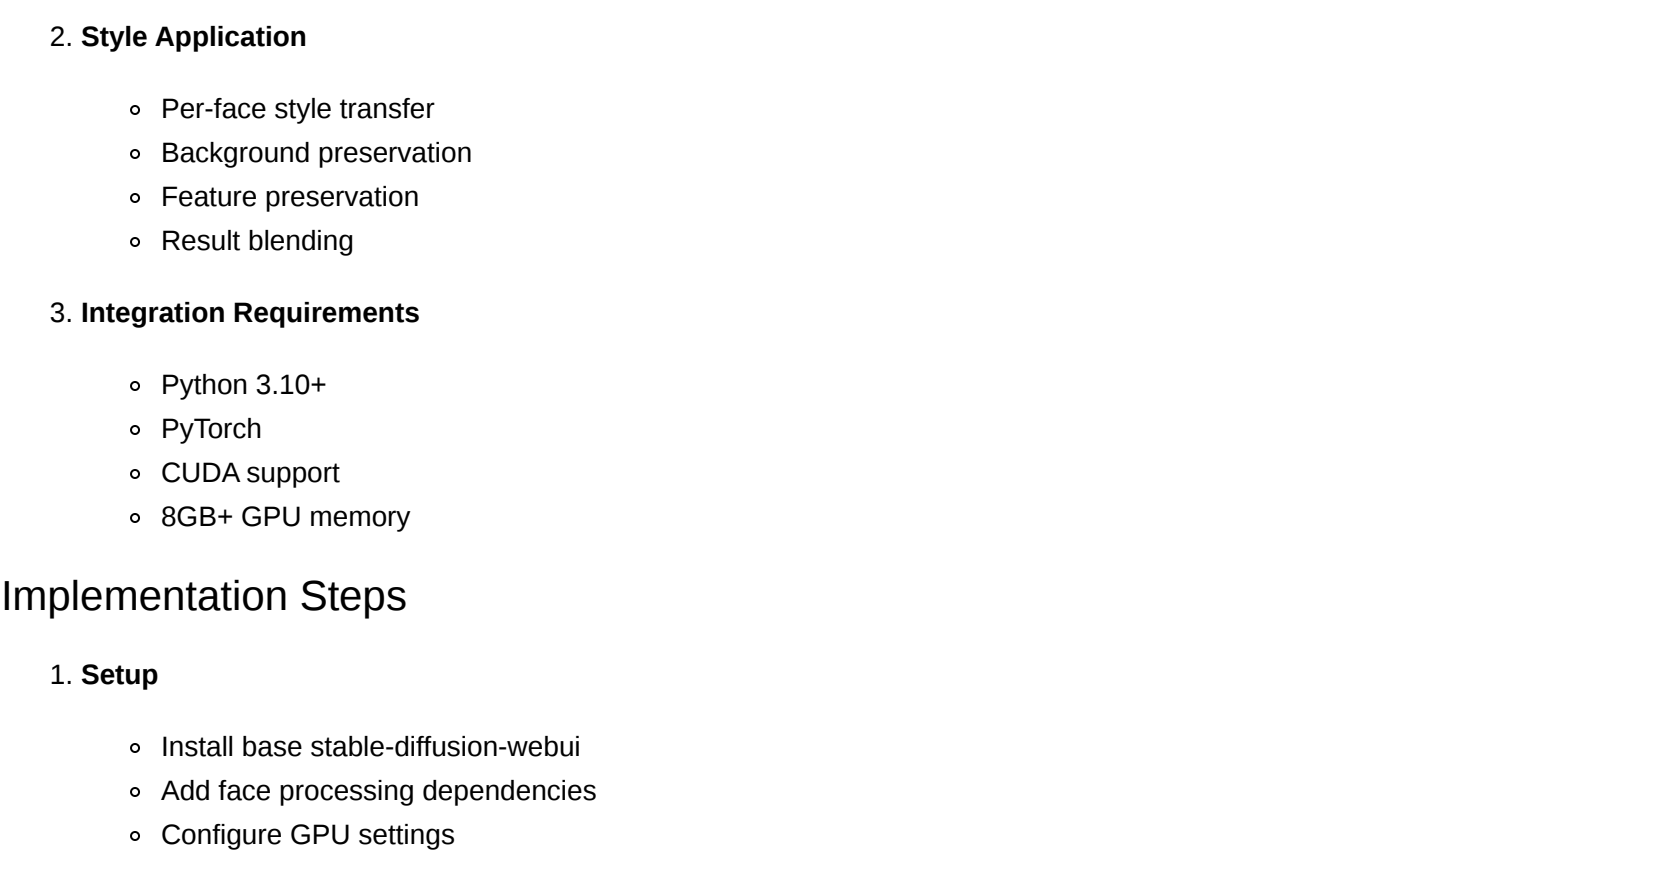 2. Style Application
Per-face style transfer
Background preservation
Feature preservation
Result blending
3. Integration Requirements
Python 3.10+
PyTorch
CUDA support
8GB+ GPU memory
Implementation Steps
1. Setup
Install base stable-diffusion-webui
Add face processing dependencies
Configure GPU settings